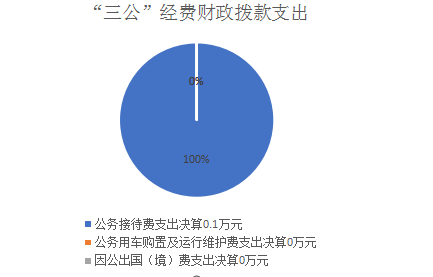 “三公”经费财政拨款支出
0%
100%
公务接待费支出决算0.1万元
公务用车购置及运行维护费支出决算0万元
因公出国（境）费支出决算0万元